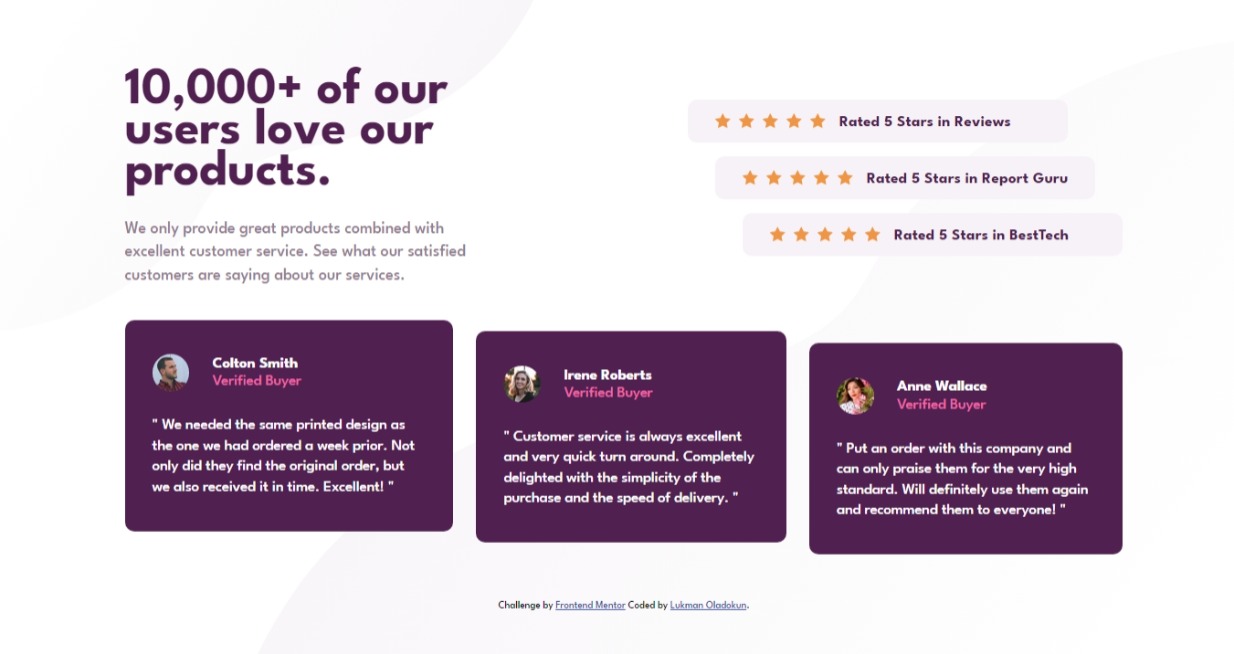 10,000+ of our
users love our
products.
We only provide great products combined with
excellent customer service. See what our satisfied
customers are saying about our services.
Rated 5 Stars in Reviews
Rated 5 Stars in Report Guru
Rated 5 Stars in BestTech
Colton Smith
Verified Buyer
" We needed the same printed design as
the one we had ordered a week prior. Not
only did they find the original order, but
we also received it in time. Excellent! "
Irene Roberts
Verified Buyer
" Customer service is always excellent
and very quick turn around. Completely
delighted with the simplicity of the
purchase and the speed of delivery. "
Anne Wallace
Verified Buyer
" Put an order with this company and
can only praise them for the very high
standard. Will definitely use them again
and recommend them to everyone! "
Challenge by Frontend Mentor Coded by Lukman Oladokun.